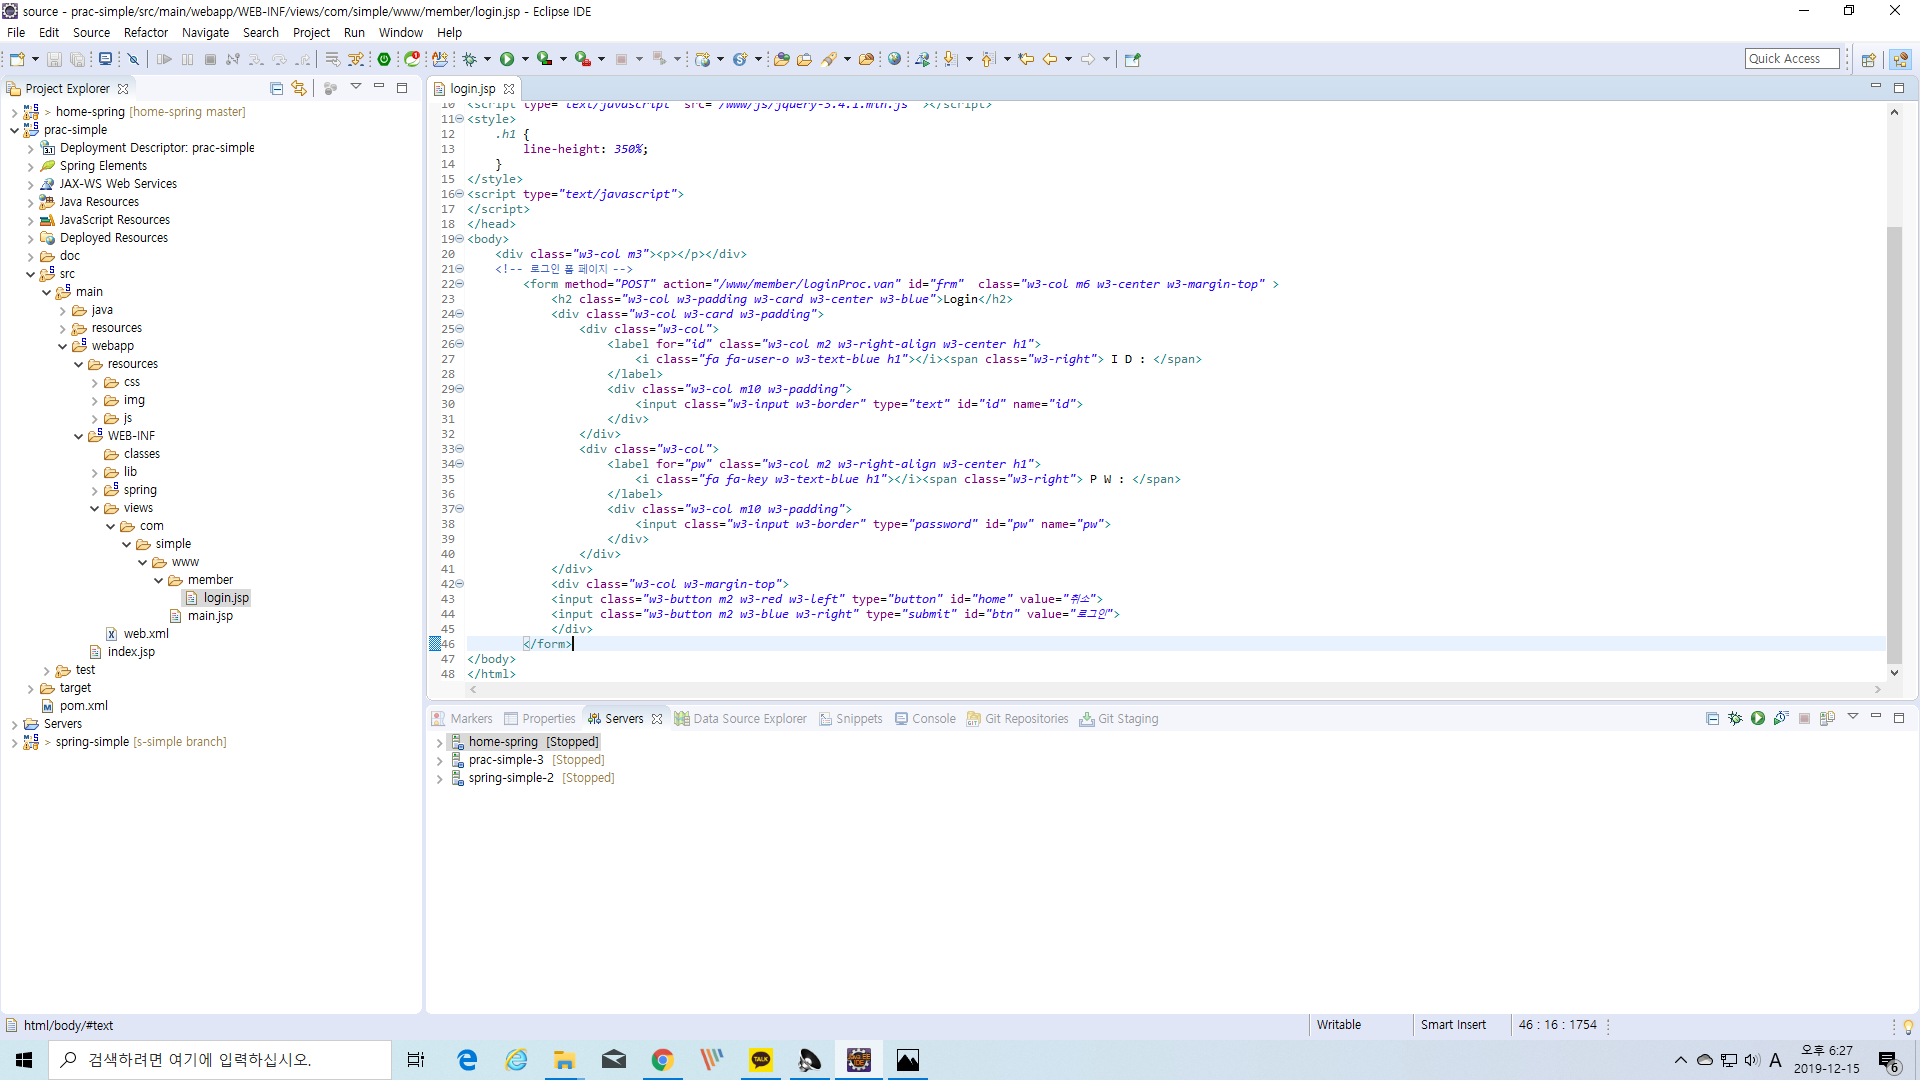 source - prac-simple/src/main/webapp/WEB-INF/views/com/simple/www/member/login.jsp - Eclipse IDE
File Edit Source Refactor Navigate Search Project Run Window Help
Quick Access
Project Explorer
> home-spring [home-spring master]
prac-simple
Deployment Descriptor: prac-simple
Spring Elements
JAX-WS Web Services
Java Resources
JavaScript Resources
Deployed Resources
doc
src
main
java
resources
webapp
resources
css
img
js
WEB-INF
classes
lib
spring
views
com
simple
www
member
login.jsp
main.jsp
web.xml
index.jsp
test
target
pom.xml
Servers
> spring-simple [s-simple branch]
login.jsp
10 <script type="text/javascript" src="/www/js/jquery-3.4.1.min.js" ></script>
11 <style>
12 .h1 {
13 line-height: 350%;
14 }
15 </style>
16 <script type="text/javascript">
17 </script>
18 </head>
19 <body>
20 <div class="w3-col m3"><p></p></div>
21 <!-- 로그인 폼 페이지 -->
22 <form method="POST" action="/www/member/loginProc.van" id="frm"  class="w3-col m6 w3-center w3-margin-top" >
23 <h2 class="w3-col w3-padding w3-card w3-center w3-blue">Login</h2>
24 <div class="w3-col w3-card w3-padding">
25 <div class="w3-col">
26 <label for="id" class="w3-col m2 w3-right-align w3-center h1">
27 <i class="fa fa-user-o w3-text-blue h1"></i><span class="w3-right"> I D : </span>
28 </label>
29 <div class="w3-col m10 w3-padding">
30 <input class="w3-input w3-border" type="text" id="id" name="id">
31 </div>
32 </div>
33 <div class="w3-col">
34 <label for="pw" class="w3-col m2 w3-right-align w3-center h1">
35 <i class="fa fa-key w3-text-blue h1"></i><span class="w3-right"> P W : </span>
36 </label>
37 <div class="w3-col m10 w3-padding">
38 <input class="w3-input w3-border" type="password" id="pw" name="pw">
39 </div>
40 </div>
41 </div>
42 <div class="w3-col w3-margin-top">
43 <input class="w3-button m2 w3-red w3-left" type="button" id="home" value="취소">
44 <input class="w3-button m2 w3-blue w3-right" type="submit" id="btn" value="로그인">
45 </div>
46 </form>
47 </body>
48 </html>
Markers Properties Servers Data Source Explorer Snippets Console Git Repositories Git Staging
home-spring [Stopped]
prac-simple-3 [Stopped]
spring-simple-2 [Stopped]
html/body/#text Writable Smart Insert 46 : 16 : 1754
검색하려면 여기에 입력하십시오.
TALK
A
오후 6:27
2019-12-15
6